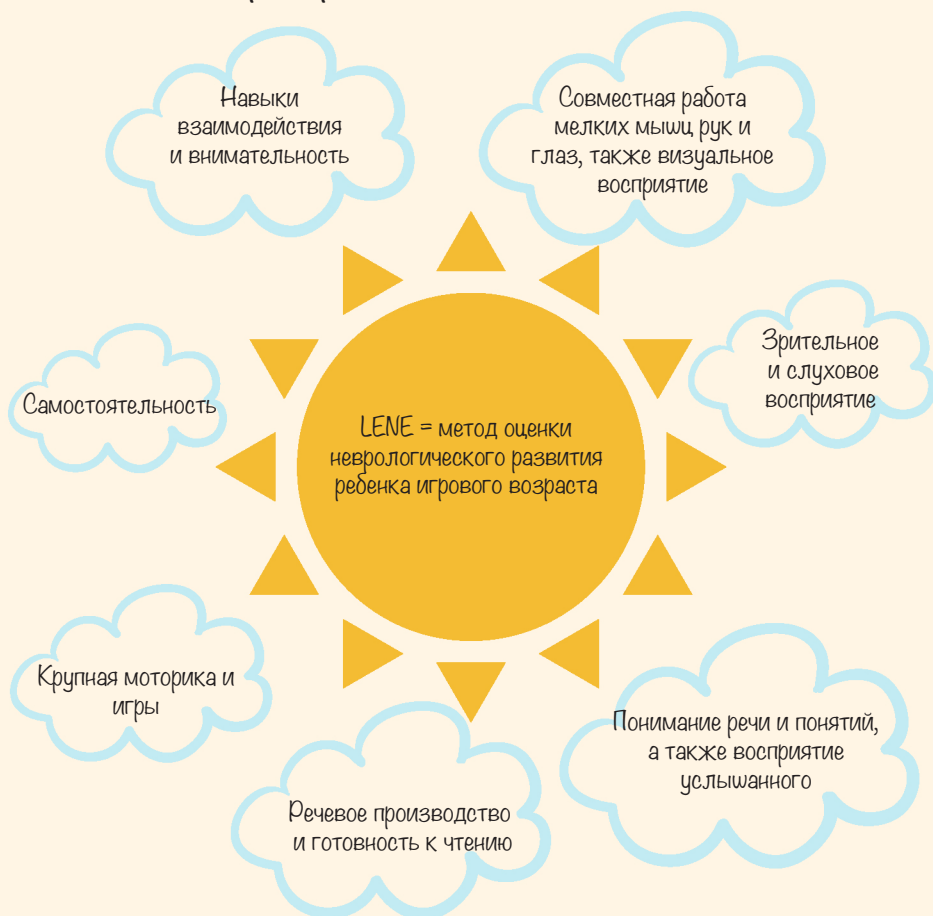 Навыки
взаимодействия
и внимательность
Совместная работа
мелких мышц рук и
глаз, также визуальное
восприятие
Зрительное
и слуховое
восприятие
Самостоятельность
LENE = метод оценки
неврологического развития
ребенка игрового возраста
Крупная моторика и
игры
Понимание речи и понятий,
а также восприятие
услышанного
Речевое производство
и готовность к чтению